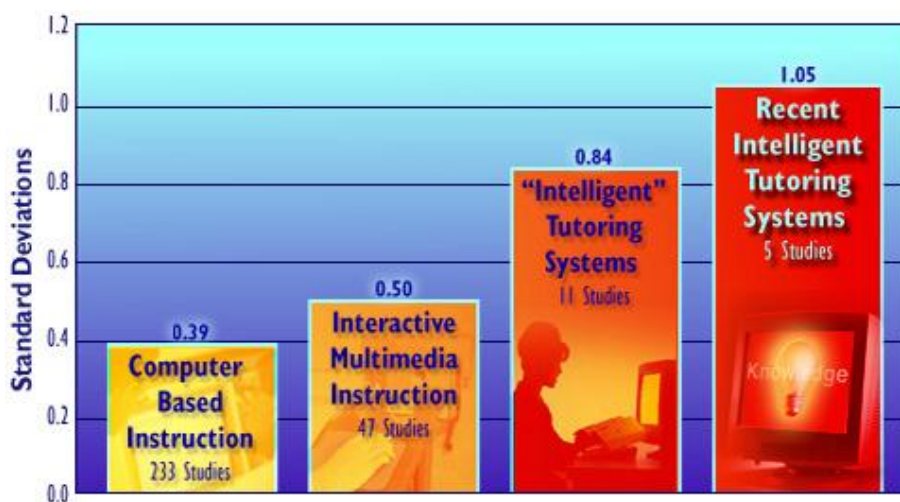 1.2
1.0
0.8
0.6
0.4
0.2
0.0
Standard Deviations
0.39
Computer
Based
Instruction
233 Studies
0.50
Interactive
Multimedia
Instruction
47 Studies
0.84
“Intelligent”
Tutoring
Systems
11 Studies
1.05
Recent
Intelligent
Tutoring
Systems
5 Studies
Knowledge